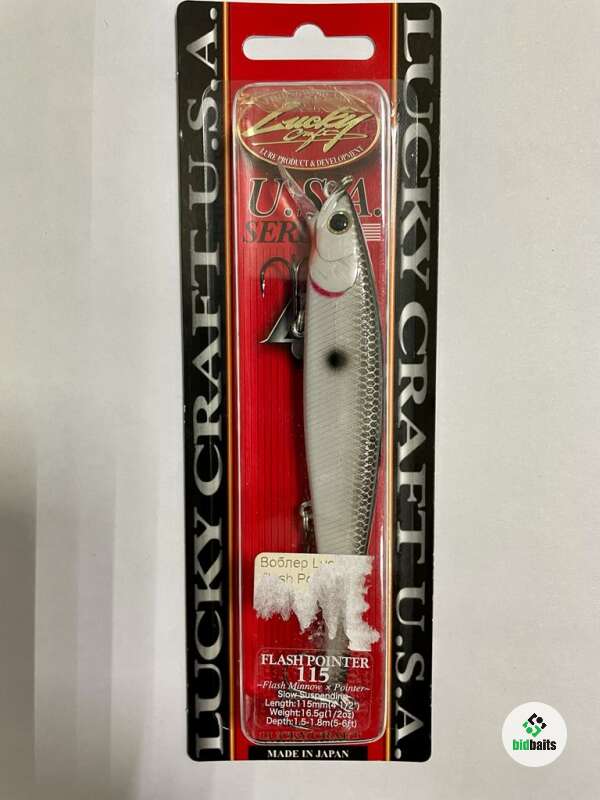 LUCKY CRAFT U.S.A.
LUCKY CRAFT U.S.A.
Lucky
Craft
LURE PRODUCT & DEVELOPMENT
U.S.A.
Воблер
FLASH POINTER
115
~Flash Minnow × Pointer~
Slow Suspending
Length:115mm(4-1/2")
Weight:16.5g(1/2oz)
Depth:1.5-1.8m(5-6ft)
LUCKY CRAFT
MADE IN JAPAN
bidbaits